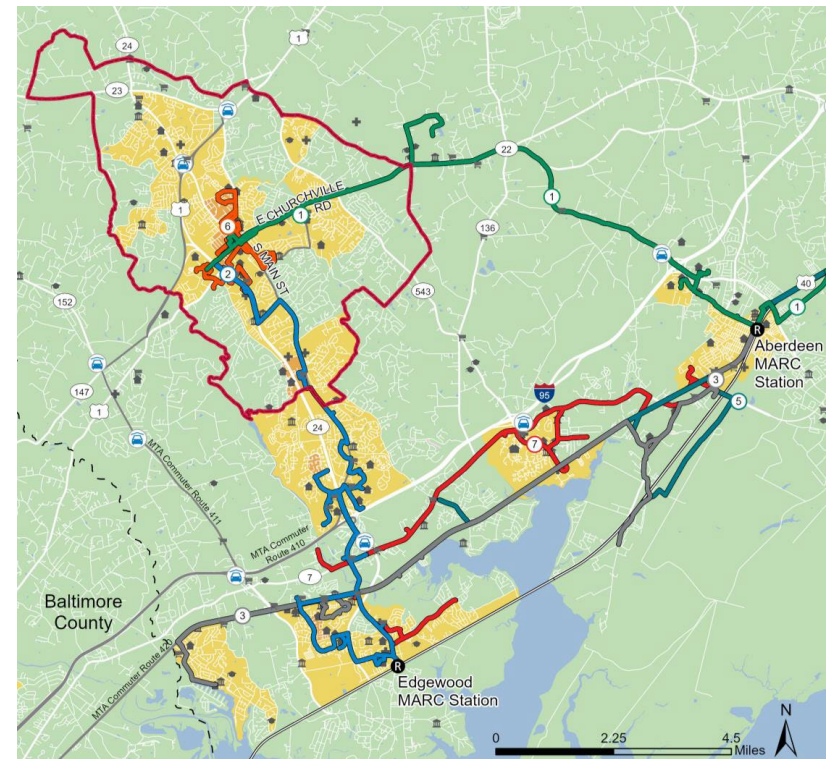 24
1
23
22
E CHURCHVILLE
RD
1
1
1
6
S MAIN ST
136
2
152
543
40
1
R
Aberdeen
MARC
Station
147
1
95
3
5
24
7
MTA Commuter Route 411
MTA Commuter
Route 410
7
Baltimore
County
3
MTA Commuter Route 420
R
Edgewood
MARC Station
N
0
2.25
4.5
Miles